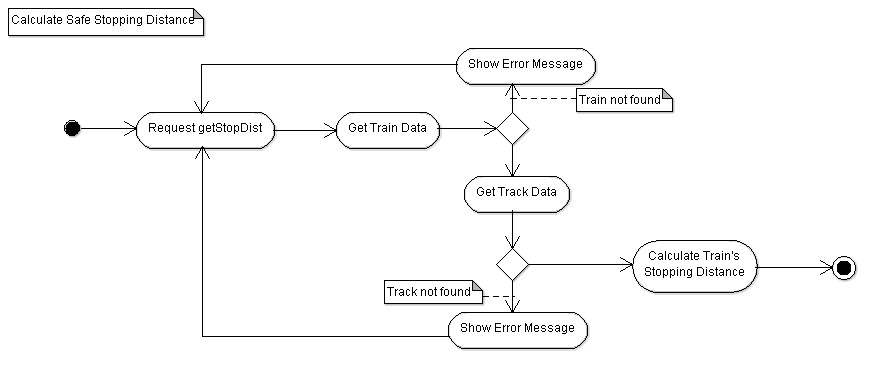 Calculate Safe Stopping Distance
Show Error Message
Train not found
Request getStopDist
Get Train Data
Get Track Data
Calculate Train's
Stopping Distance
Track not found
Show Error Message